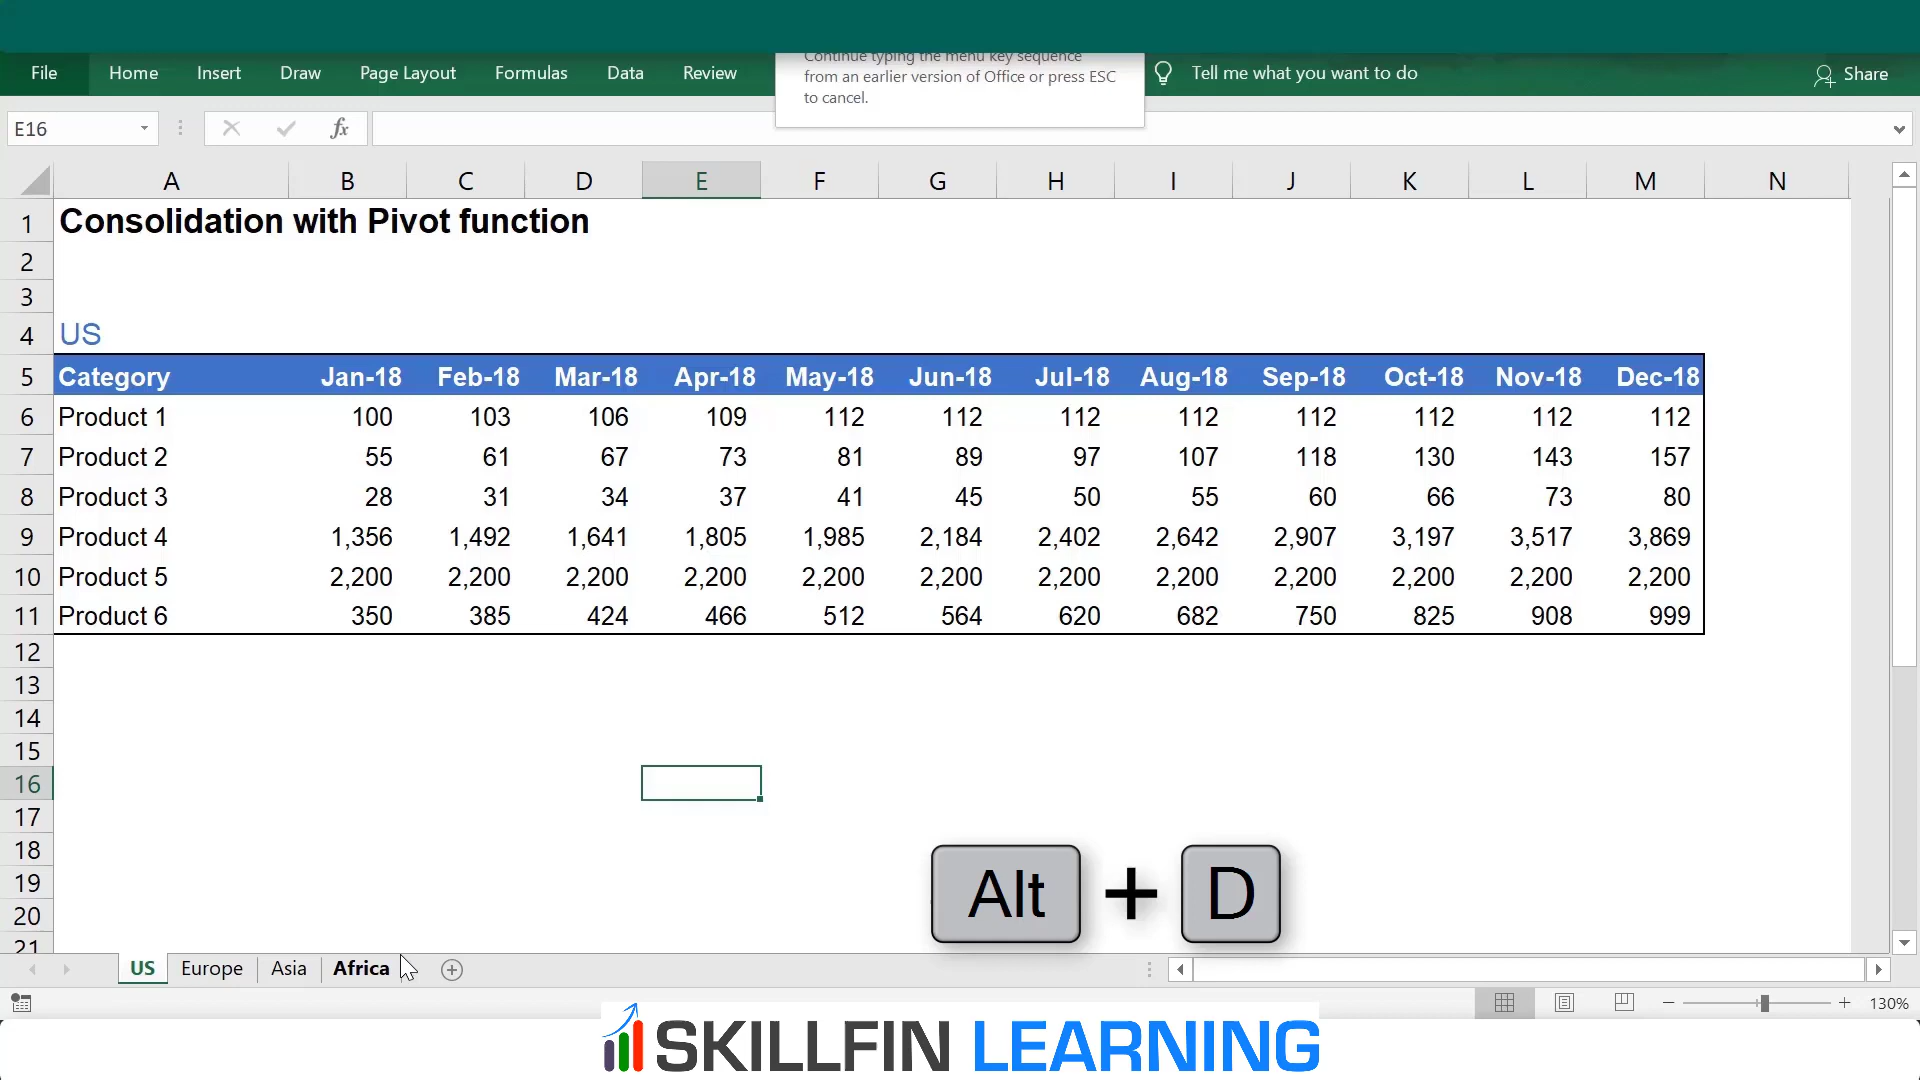 Continue typing the menu key sequence
from an earlier version of Office or press ESC
to cancel.
File Home Insert Draw Page Layout Formulas Data Review Tell me what you want to do Share
E16 fx
A B C D E F G H I J K L M N
1 Consolidation with Pivot function
2
3
4 US
5 Category Jan-18 Feb-18 Mar-18 Apr-18 May-18 Jun-18 Jul-18 Aug-18 Sep-18 Oct-18 Nov-18 Dec-18
6 Product 1 100 103 106 109 112 112 112 112 112 112 112 112
7 Product 2 55 61 67 73 81 89 97 107 118 130 143 157
8 Product 3 28 31 34 37 41 45 50 55 60 66 73 80
9 Product 4 1,356 1,492 1,641 1,805 1,985 2,184 2,402 2,642 2,907 3,197 3,517 3,869
10 Product 5 2,200 2,200 2,200 2,200 2,200 2,200 2,200 2,200 2,200 2,200 2,200 2,200
11 Product 6 350 385 424 466 512 564 620 682 750 825 908 999
12
13
14
15
16
17
18
19
20
21
Alt + D
US Europe Asia Africa
130%
SKILLFIN LEARNING